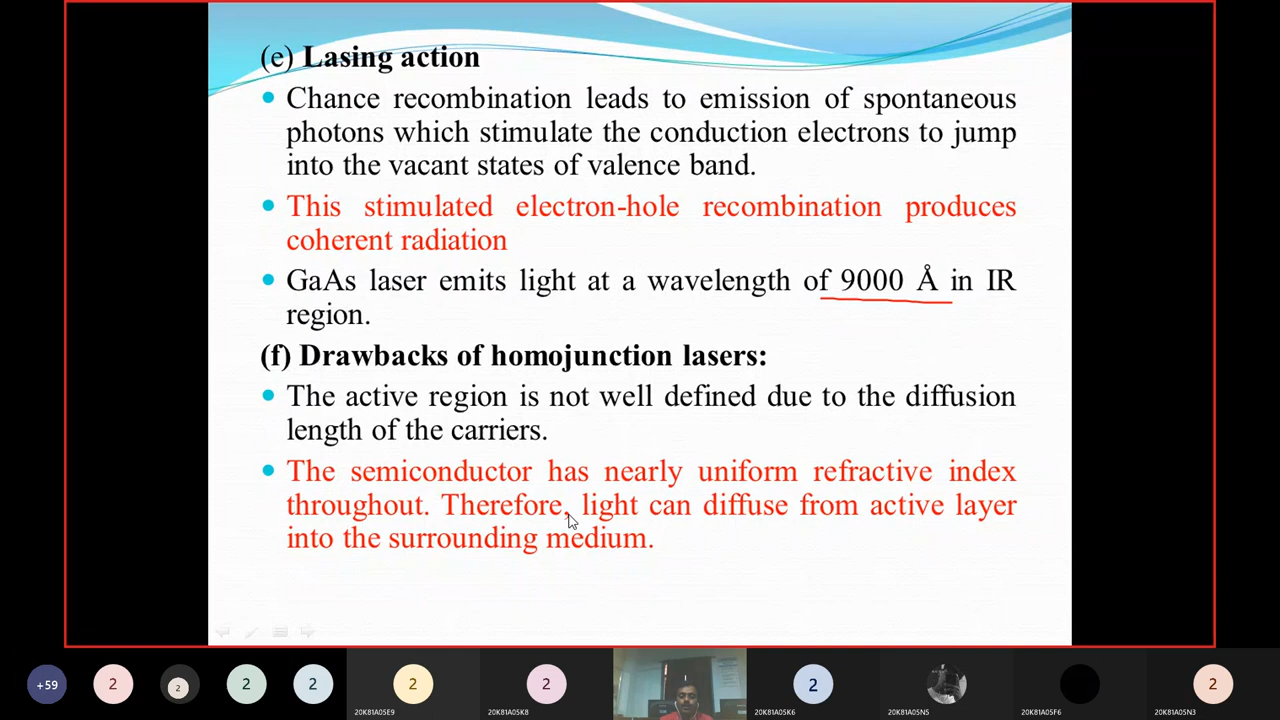 (e) Lasing action
• Chance recombination leads to emission of spontaneous
photons which stimulate the conduction electrons to jump
into the vacant states of valence band.
• This stimulated electron-hole recombination produces
coherent radiation
• GaAs laser emits light at a wavelength of 9000 Å in IR
region.
(f) Drawbacks of homojunction lasers:
• The active region is not well defined due to the diffusion
length of the carriers.
• The semiconductor has nearly uniform refractive index
throughout. Therefore, light can diffuse from active layer
into the surrounding medium.
+59 2 2 2 2 2 2 2 2
20K81A05E9 20K81A05K8 20K81A05K6 20K81A05N5 20K81A05F6 20K81A05N3